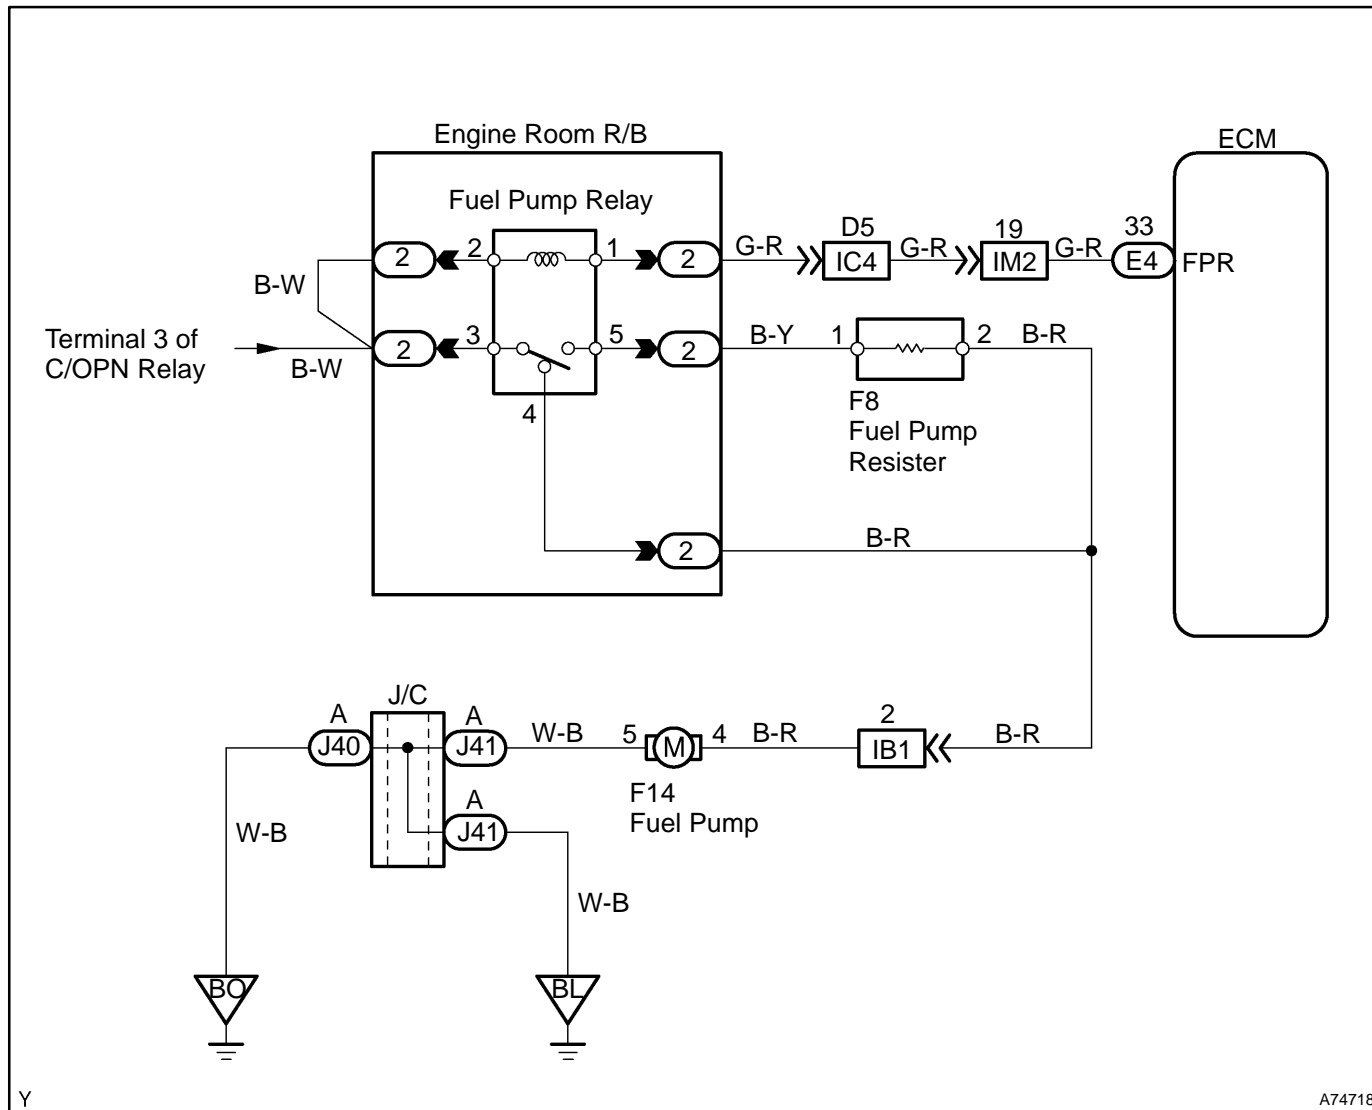 Engine Room R/B
ECM
Fuel Pump Relay
D5
19
33
2
2
1
2
G-R
IC4
G-R
IM2
G-R
E4
FPR
B-W
Terminal 3 of
C/OPN Relay
B-W
2
3
5
2
B-Y
1
2
B-R
4
F8
Fuel Pump
Resister
2
B-R
J/C
A
A
2
J40
J41
W-B
5
M
4
B-R
IB1
B-R
F14
Fuel Pump
A
J41
W-B
W-B
BO
BL
Y
A74718